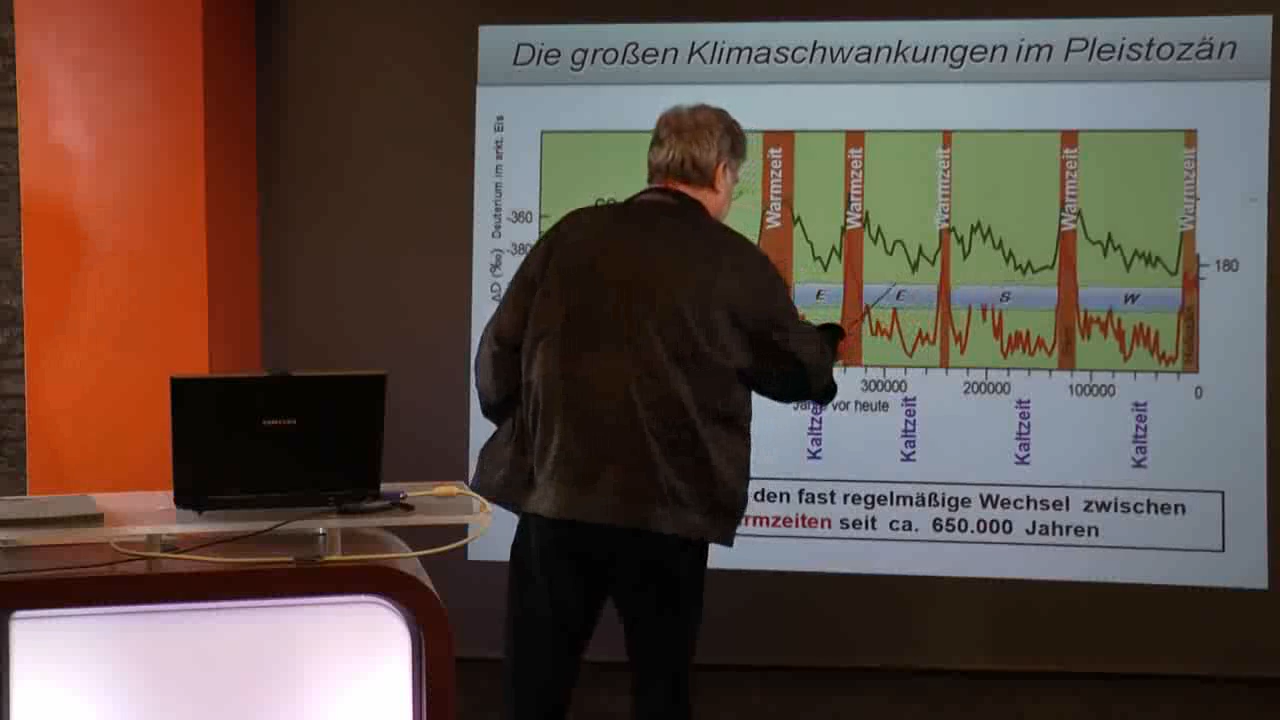 Die großen Klimaschwankungen im Pleistozän
ΔD (‰) Deuterium im arkt. Eis
-360
-380
Warmzeit
Warmzeit
Warmzeit
Warmzeit
Warmzeit
180
E
E
S
W
300000
200000
100000
0
Jahre vor heute
Kaltzeit
Kaltzeit
Kaltzeit
Kaltzeit
den fast regelmäßige Wechsel zwischen
rmzeiten seit ca. 650.000 Jahren
SAMSUNG